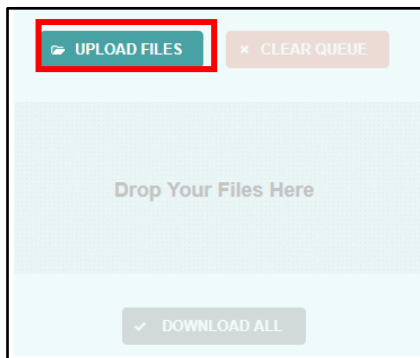 UPLOAD FILES
CLEAR QUEUE
Drop Your Files Here
DOWNLOAD ALL